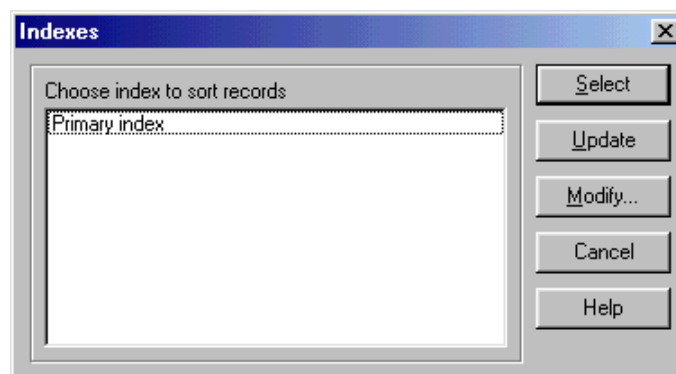 Indexes
Choose index to sort records
Primary index
Select
Update
Modify...
Cancel
Help